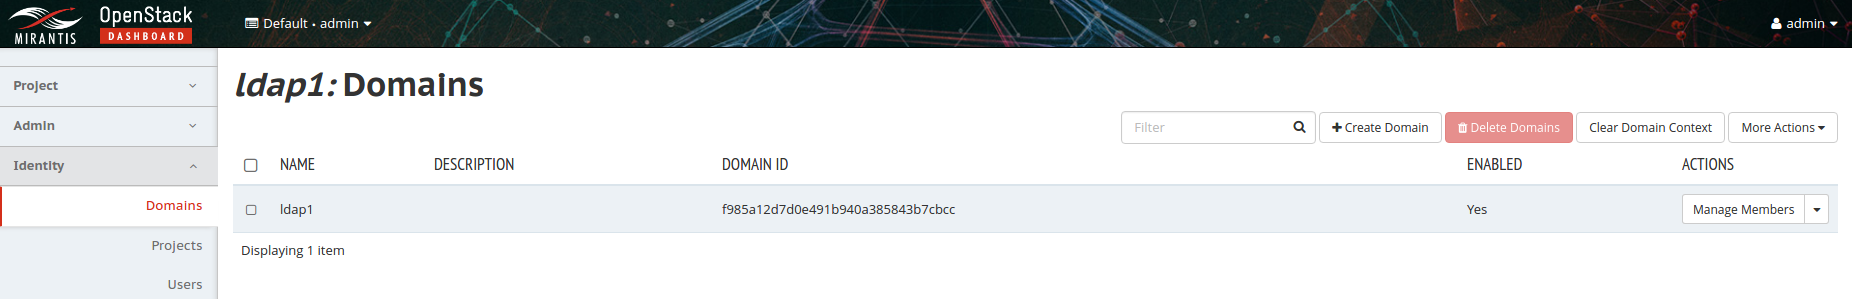 MIRANTIS
OpenStack
DASHBOARD
Default • admin
admin
Project
Admin
Identity
Domains
Projects
Users
ldap1: Domains
Filter
Create Domain
Delete Domains
Clear Domain Context
More Actions
NAME DESCRIPTION DOMAIN ID ENABLED ACTIONS
ldap1 f985a12d7d0e491b940a385843b7cbcc Yes Manage Members
Displaying 1 item